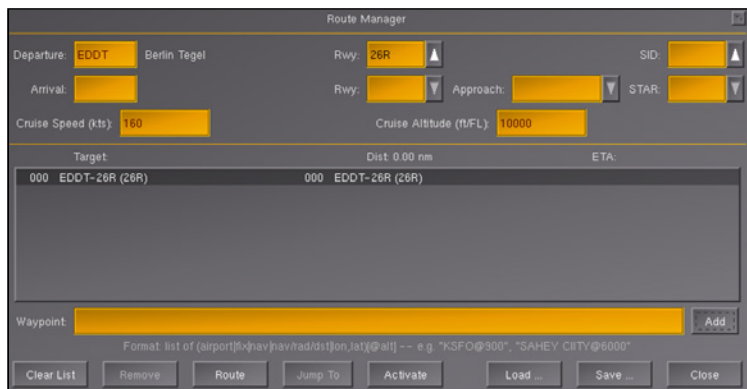 Route Manager
Departure: EDDT Berlin Tegel Rwy: 26R SID:
Arrival: Rwy: Approach: STAR:
Cruise Speed (kts): 160 Cruise Altitude (ft/FL): 10000
Target: Dist: 0.00 nm ETA:
000 EDDT-26R (26R) 000 EDDT-26R (26R)
Waypoint: Add
Format: list of (airport|fix|nav|nav/rad/dst|lon,lat)[@alt] -- e.g. "KSFO@900", "SAHEY CIITY@6000"
Clear List Remove Route Jump To Activate Load ... Save ... Close